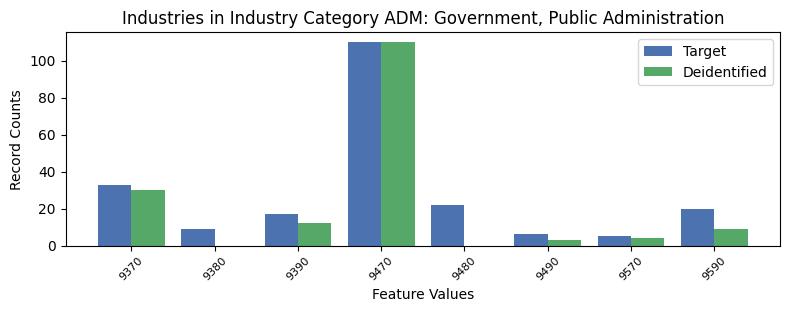 Industries in Industry Category ADM: Government, Public Administration
Target
Deidentified
Record Counts
100
80
60
40
20
0
9370
9380
9390
9470
9480
9490
9570
9590
Feature Values